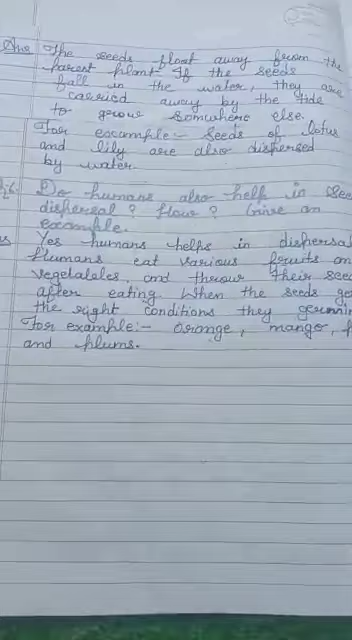 Ans The seeds float away from the
parent plant. If the seeds
fall in the water, they are
carried away by the tide
to grow somewhere else.
For excample:- Seeds of lotus
and lily are also dispersed
by water.
Do humans also help in seed
dispersal? How? Give an
example.
Yes humans helps in dispersal
Humans eat various fruits an
vegetables and throw their seed
after eating. When the seeds ge
the right conditions they germin
For example:- Orange, mango,
and plums.